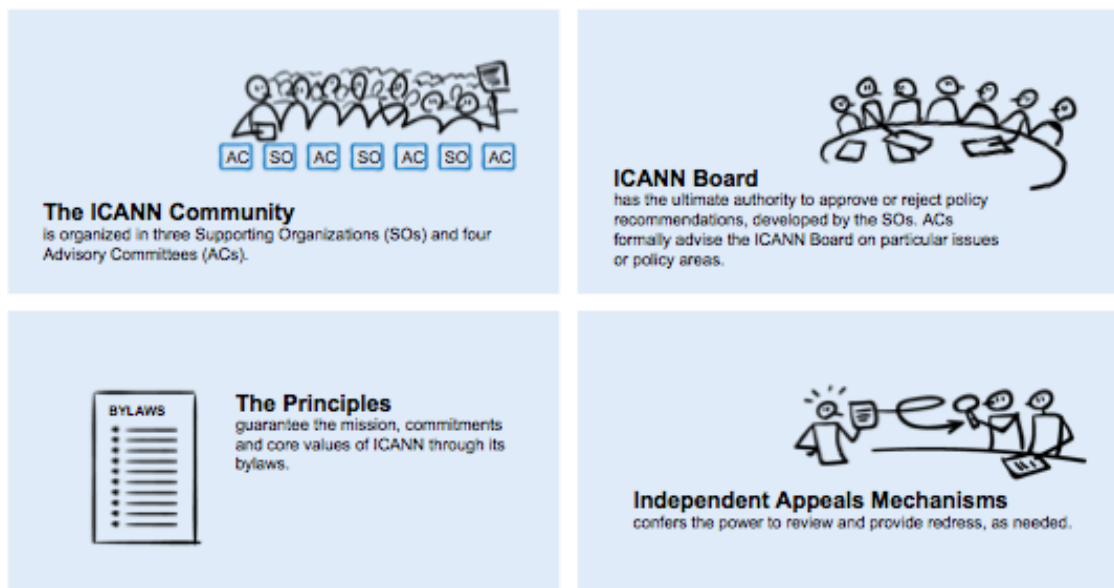 AC SO AC SO AC SO AC
The ICANN Community
is organized in three Supporting Organizations (SOs) and four
Advisory Committees (ACs).
ICANN Board
has the ultimate authority to approve or reject policy
recommendations, developed by the SOs. ACs
formally advise the ICANN Board on particular issues
or policy areas.
BYLAWS
The Principles
guarantee the mission, commitments
and core values of ICANN through its
bylaws.
Independent Appeals Mechanisms
confers the power to review and provide redress, as needed.